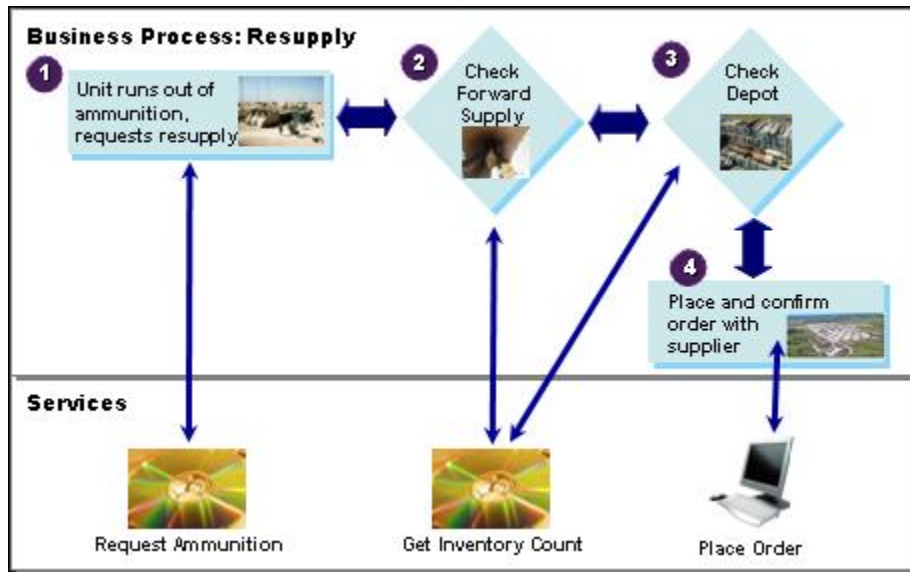 Business Process: Resupply
1
Unit runs out of
ammunition,
requests resupply
2
Check
Forward
Supply
3
Check
Depot
4
Place and confirm
order with
supplier
Services
Request Ammunition
Get Inventory Count
Place Order